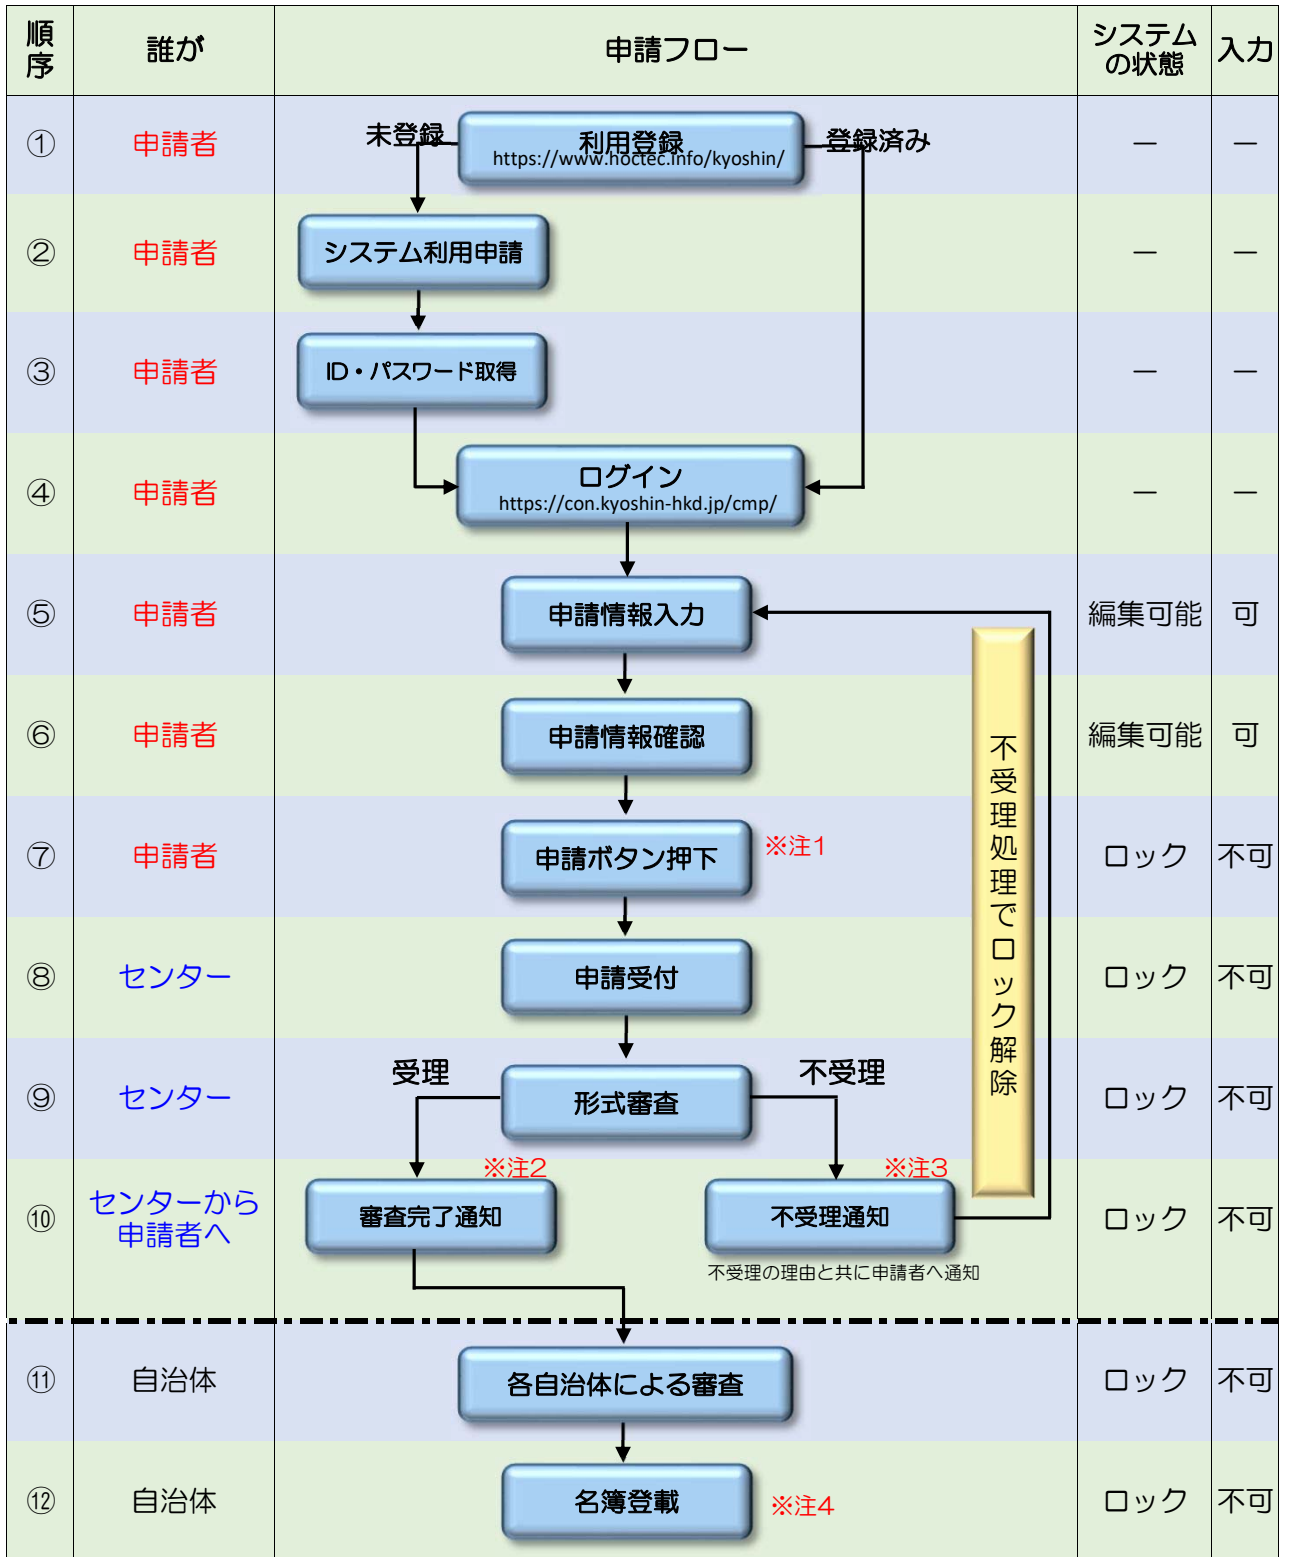 順序
誰が
申請フロー
システムの状態
入力
①
申請者
未登録
利用登録
https://www.hoctec.info/kyoshin/
登録済み
―
―
②
申請者
システム利用申請
―
―
③
申請者
ID・パスワード取得
―
―
④
申請者
ログイン
https://con.kyoshin-hkd.jp/cmp/
―
―
⑤
申請者
申請情報入力
編集可能
可
⑥
申請者
申請情報確認
編集可能
可
不受理処理でロック解除
⑦
申請者
申請ボタン押下
※注1
ロック
不可
⑧
センター
申請受付
ロック
不可
⑨
センター
受理
形式審査
不受理
ロック
不可
⑩
センターから
申請者へ
※注2
審査完了通知
※注3
不受理通知
不受理の理由と共に申請者へ通知
ロック
不可
⑪
自治体
各自治体による審査
ロック
不可
⑫
自治体
名簿登載
※注4
ロック
不可